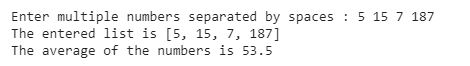 Enter multiple numbers separated by spaces : 5 15 7 187
The entered list is [5, 15, 7, 187]
The average of the numbers is 53.5